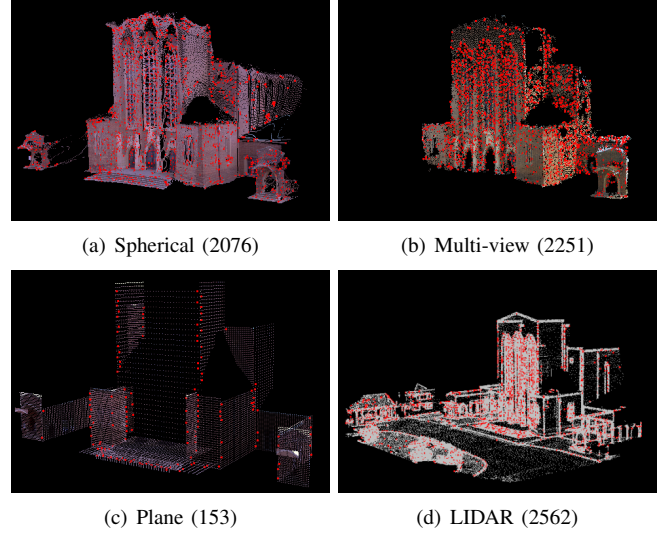 (a) Spherical (2076)
(b) Multi-view (2251)
(c) Plane (153)
(d) LIDAR (2562)